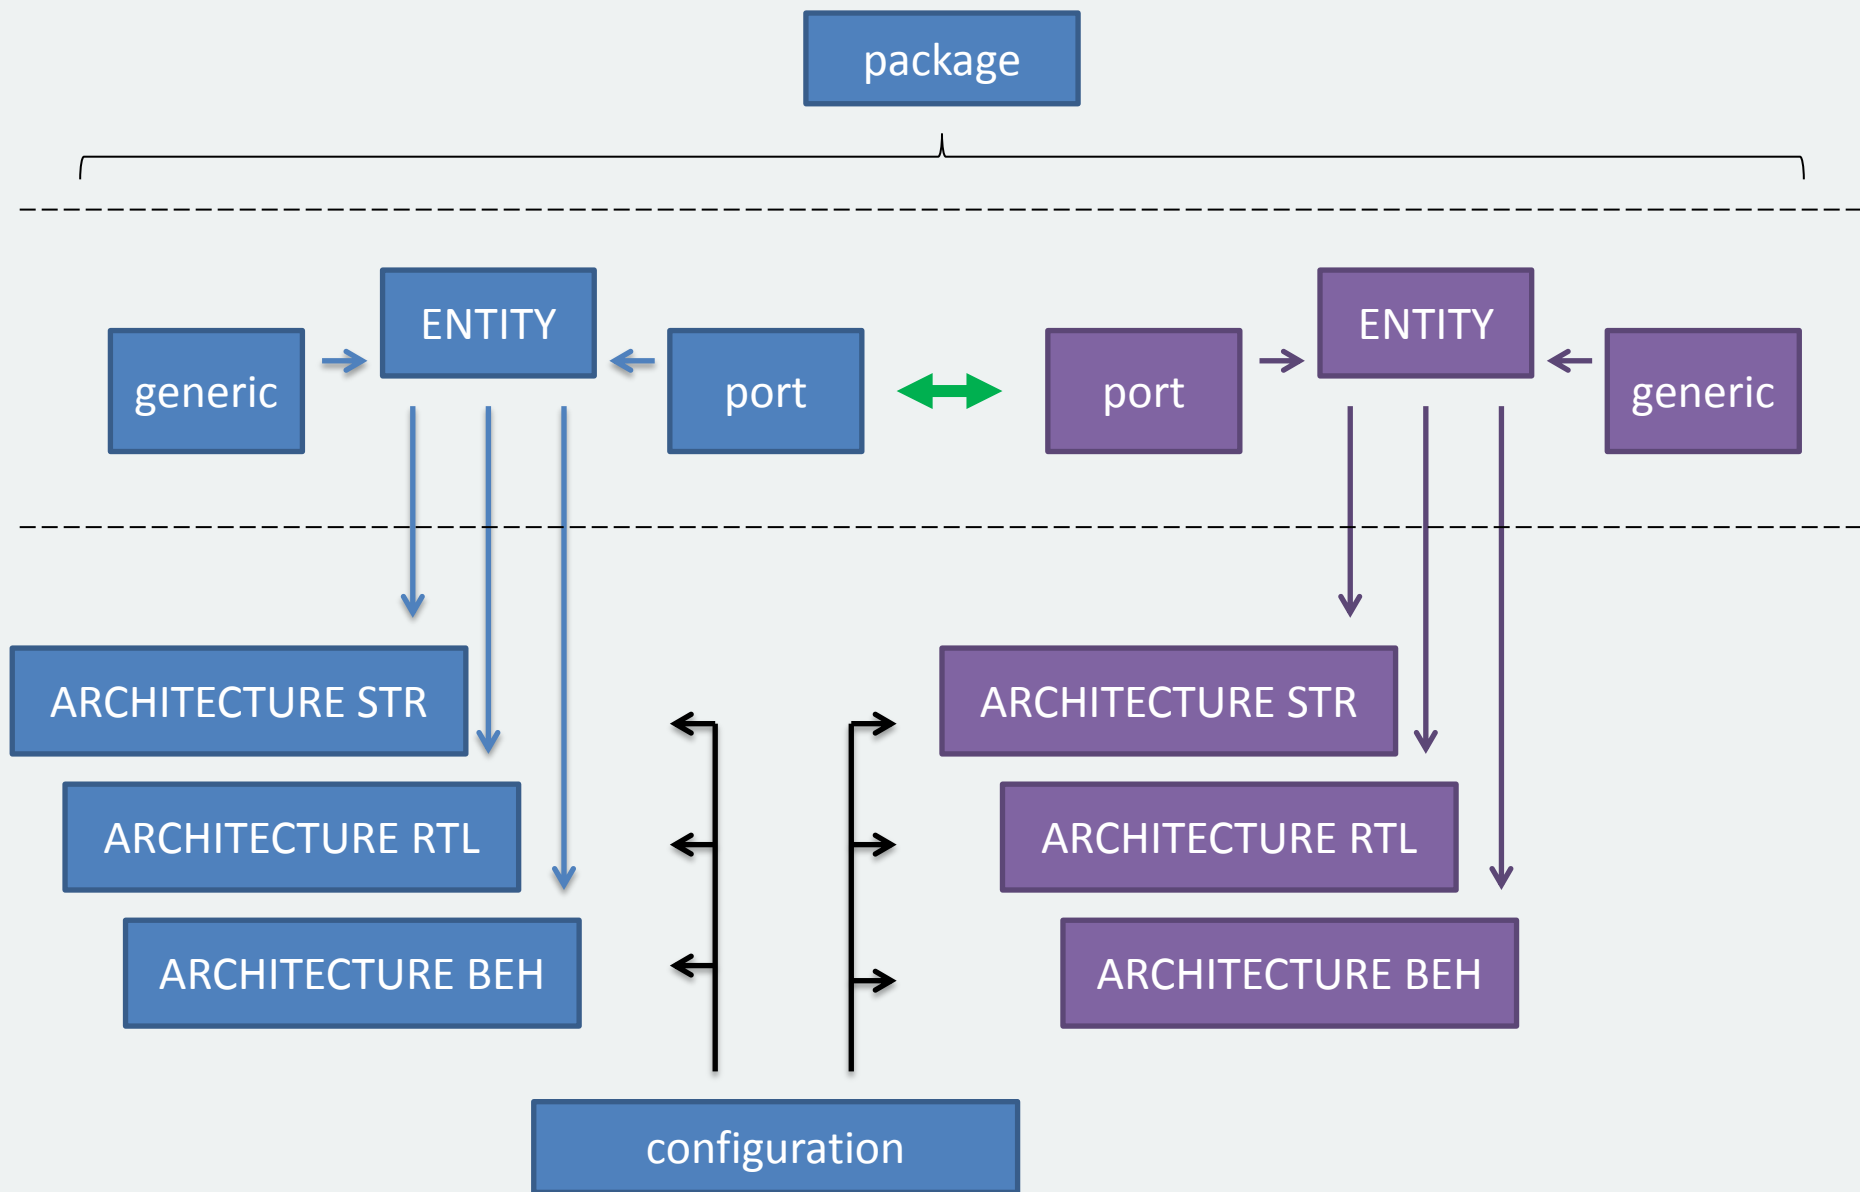 package
ENTITY
ENTITY
generic
port
port
generic
ARCHITECTURE STR
ARCHITECTURE STR
ARCHITECTURE RTL
ARCHITECTURE RTL
ARCHITECTURE BEH
ARCHITECTURE BEH
configuration